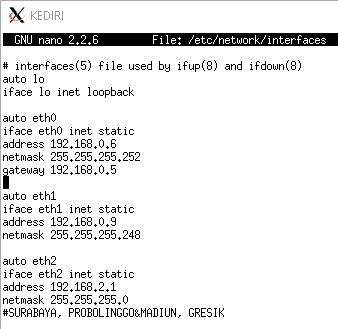 KEDIRI
GNU nano 2.2.6 File: /etc/network/interfaces
# interfaces(5) file used by ifup(8) and ifdown(8)
auto lo
iface lo inet loopback
auto eth0
iface eth0 inet static
address 192.168.0.6
netmask 255.255.255.252
gateway 192.168.0.5
auto eth1
iface eth1 inet static
address 192.168.0.9
netmask 255.255.255.248
auto eth2
iface eth2 inet static
address 192.168.2.1
netmask 255.255.255.0
#SURABAYA, PROBOLINGGO&MADIUN, GRESIK